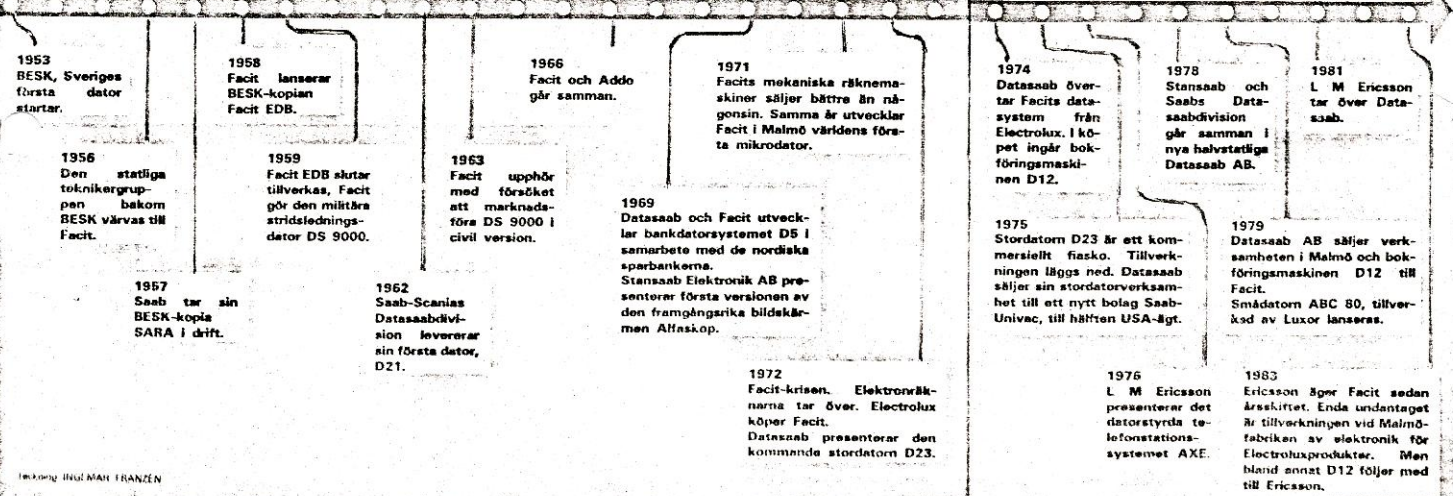 1953
BESK, Sveriges
första dator
startar.
1956
Den statliga
teknikergrup-
pen bakom
BESK värvas till
Facit.
1957
Saab tar sin
BESK-kopia
SARA i drift.
1958
Facit lanserar
BESK-kopian
Facit EDB.
1959
Facit EDB slutar
tillverkas, Facit
gör den militära
stridslednings-
dator DS 9000.
1962
Saab-Scanias
Datasaabdivi-
sion levererar
sin första dator,
D21.
1963
Facit upphör
med försöket
att marknads-
föra DS 9000 i
civil version.
1966
Facit och Addo
går samman.
1969
Datasaab och Facit utveck-
lar bankdatorsystemet D5 i
samarbete med de nordiska
sparbankerna.
Stansaab Elektronik AB pre-
senterar första versionen av
den framgångsrika bildskär-
men Alfaskop.
1971
Facits mekaniska räknema-
skiner säljer bättre än nå-
gonsin. Samma år utvecklar
Facit i Malmö världens förs-
ta mikrodator.
1972
Facit-krisen. Elektronräk-
narna tar över. Electrolux
köper Facit.
Datasaab presenterar den
kommande stordatorn D23.
1974
Datasaab över-
tar Facits data-
system från
Electrolux. I kö-
pet ingår bok-
föringsmaski-
nen D12.
1975
Stordatorn D23 är ett kom-
mersiellt fiasko. Tillverk-
ningen läggs ned. Datasaab
säljer sin stordatorverksam-
het till ett nytt bolag Saab-
Univac, till hälften USA-ägt.
1976
L M Ericsson
presenterar det
datorstyrda te-
lefonstations-
systemet AXE.
1978
Stansaab och
Saabs Data-
saabdivision
går samman i
nya halvstatliga
Datasaab AB.
1979
Datasaab AB säljer verk-
samheten i Malmö och bok-
föringsmaskinen D12 till
Facit.
Smådatorn ABC 80, tillver-
kad av Luxor lanseras.
1981
L M Ericsson
tar över Data-
saab.
1983
Ericsson äger Facit sedan
årsskiftet. Enda undantaget
är tillverkningen vid Malmö-
fabriken av elektronik för
Electroluxprodukter. Men
bland annat D12 följer med
till Ericsson.
Teckning INGEMAR FRANZÉN